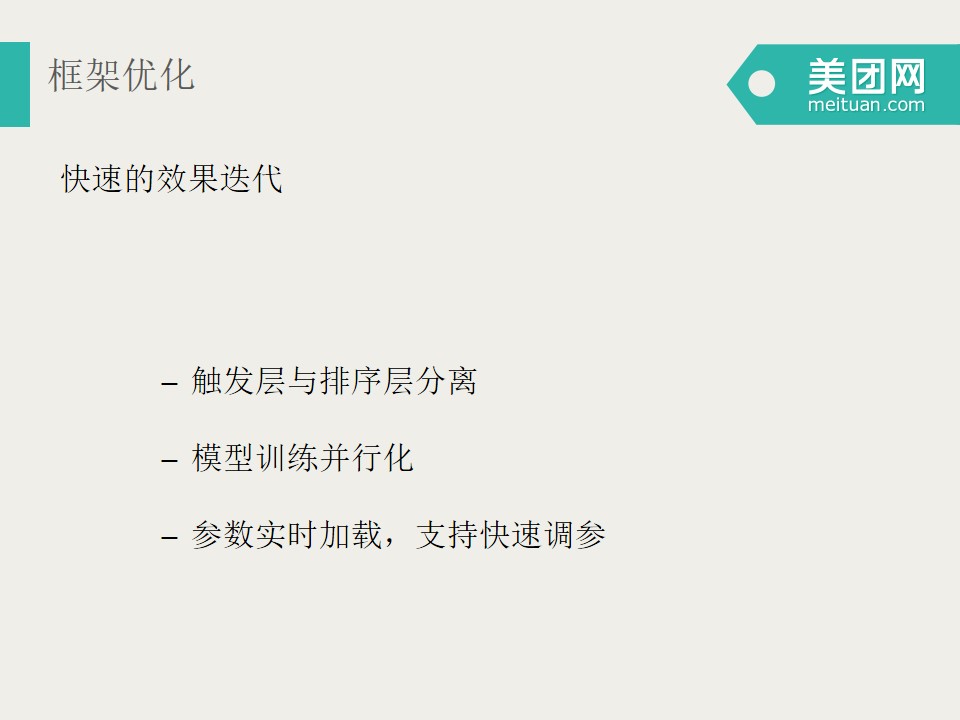 框架优化
美团网
meituan.com
快速的效果迭代
– 触发层与排序层分离
– 模型训练并行化
– 参数实时加载，支持快速调参